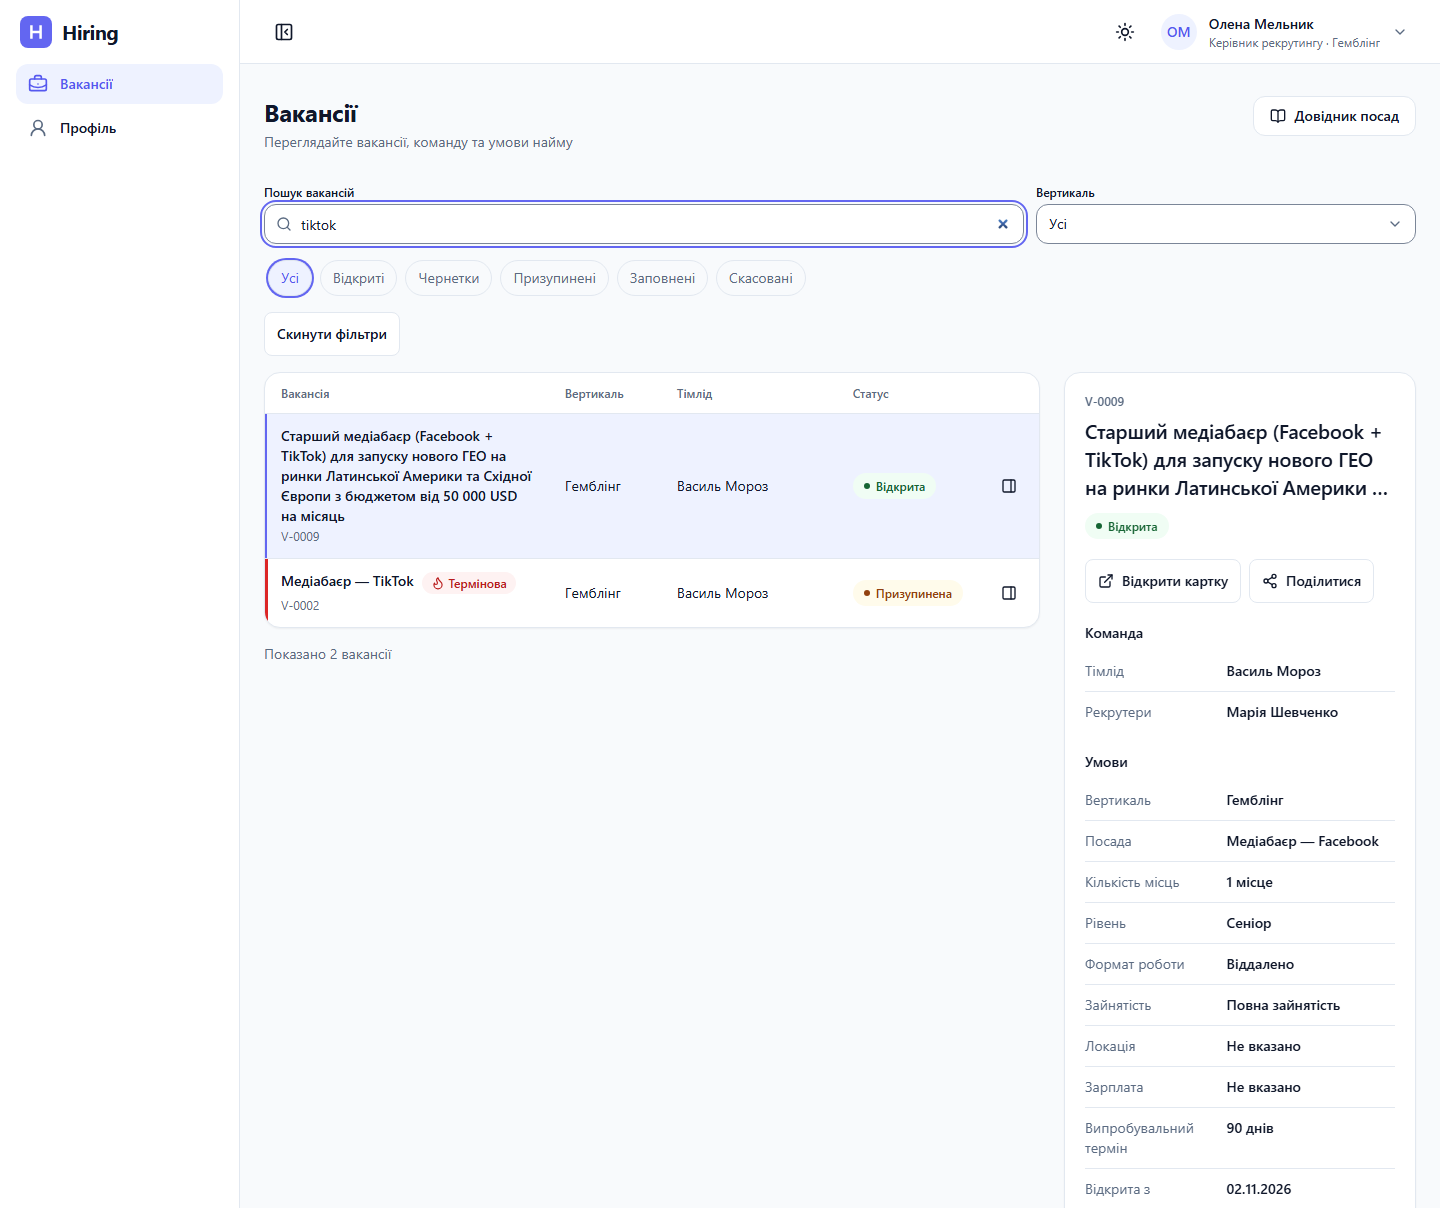 H Hiring
Вакансії
Профіль
ОМ
Олена Мельник
Керівник рекрутингу · Гемблінг
Вакансії
Переглядайте вакансії, команду та умови найму
Довідник посад
Пошук вакансій
tiktok
Вертикаль
Усі
Усі
Відкриті
Чернетки
Призупинені
Заповнені
Скасовані
Скинути фільтри
Вакансія
Вертикаль
Тімлід
Статус
Старший медіабаєр (Facebook +
TikTok) для запуску нового ГЕО на
ринки Латинської Америки та Східної
Європи з бюджетом від 50 000 USD
на місяць
V-0009
Гемблінг
Василь Мороз
Відкрита
Медіабаєр — TikTok
Термінова
V-0002
Гемблінг
Василь Мороз
Призупинена
Показано 2 вакансії
V-0009
Старший медіабаєр (Facebook +
TikTok) для запуску нового ГЕО
на ринки Латинської Америки ...
Відкрита
Відкрити картку
Поділитися
Команда
Тімлід
Василь Мороз
Рекрутери
Марія Шевченко
Умови
Вертикаль
Гемблінг
Посада
Медіабаєр — Facebook
Кількість місць
1 місце
Рівень
Сеніор
Формат роботи
Віддалено
Зайнятість
Повна зайнятість
Локація
Не вказано
Зарплата
Не вказано
Випробувальний
термін
90 днів
Відкрита з
02.11.2026